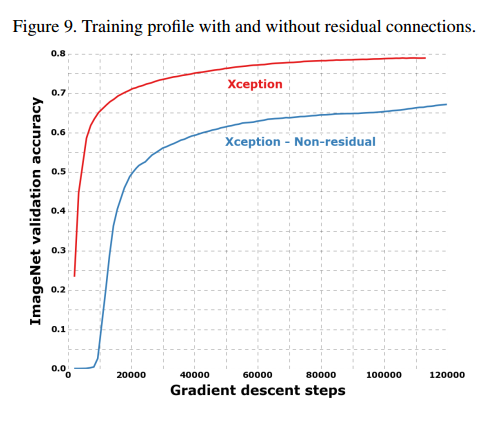 Figure 9. Training profile with and without residual connections.
0.8
0.7
0.6
0.5
0.4
0.3
0.2
0.1
0.0
ImageNet validation accuracy
Xception
Xception - Non-residual
0 20000 40000 60000 80000 100000 120000
Gradient descent steps